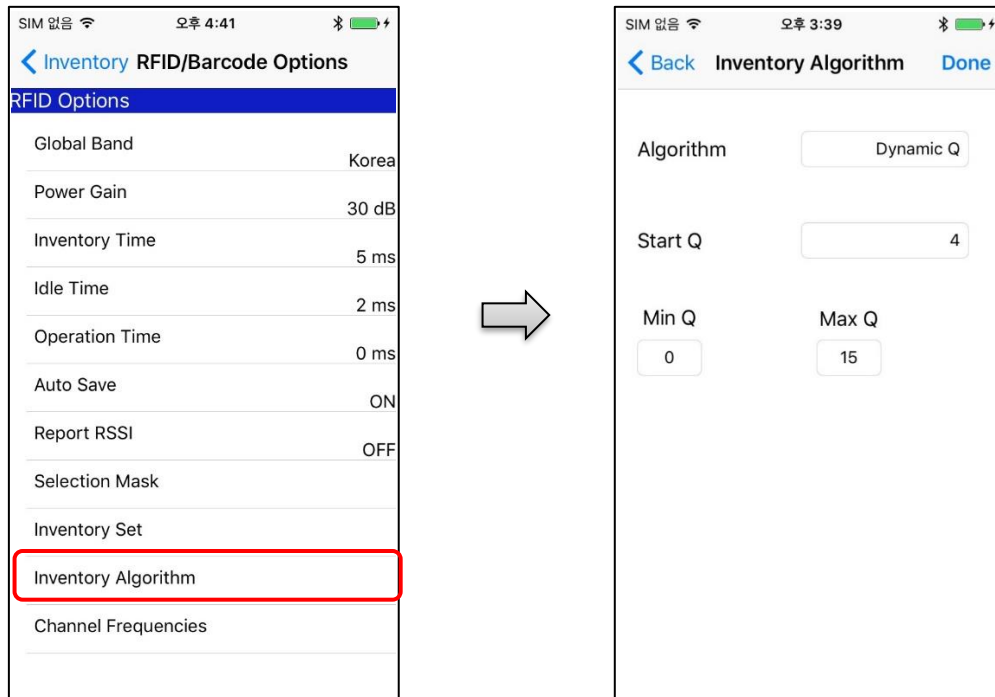 SIM 없음 오후 4:41
Inventory RFID/Barcode Options
RFID Options
Global Band
Korea
Power Gain
30 dB
Inventory Time
5 ms
Idle Time
2 ms
Operation Time
0 ms
Auto Save
ON
Report RSSI
OFF
Selection Mask
Inventory Set
Inventory Algorithm
Channel Frequencies
SIM 없음 오후 3:39
Back Inventory Algorithm Done
Algorithm Dynamic Q
Start Q 4
Min Q Max Q
0 15